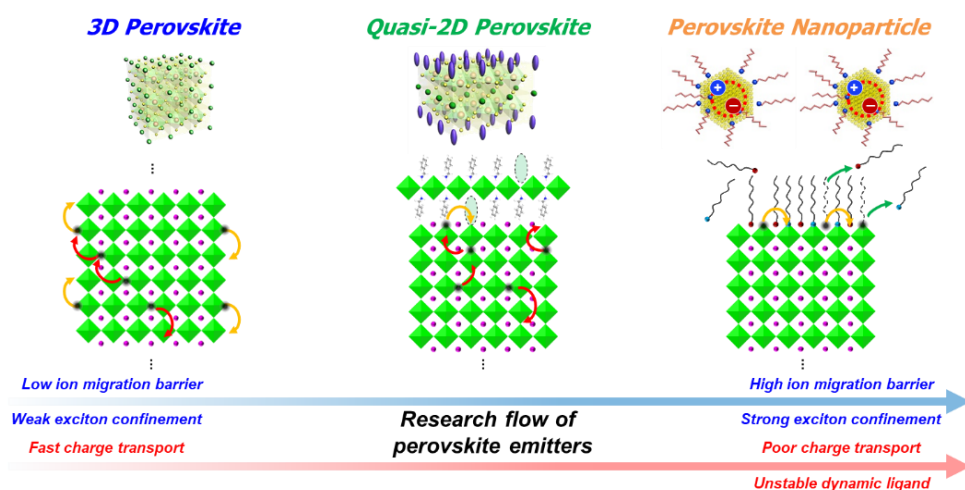 3D Perovskite
Quasi-2D Perovskite
Perovskite Nanoparticle
Low ion migration barrier
High ion migration barrier
Weak exciton confinement
Research flow of
perovskite emitters
Strong exciton confinement
Fast charge transport
Poor charge transport
Unstable dynamic ligand